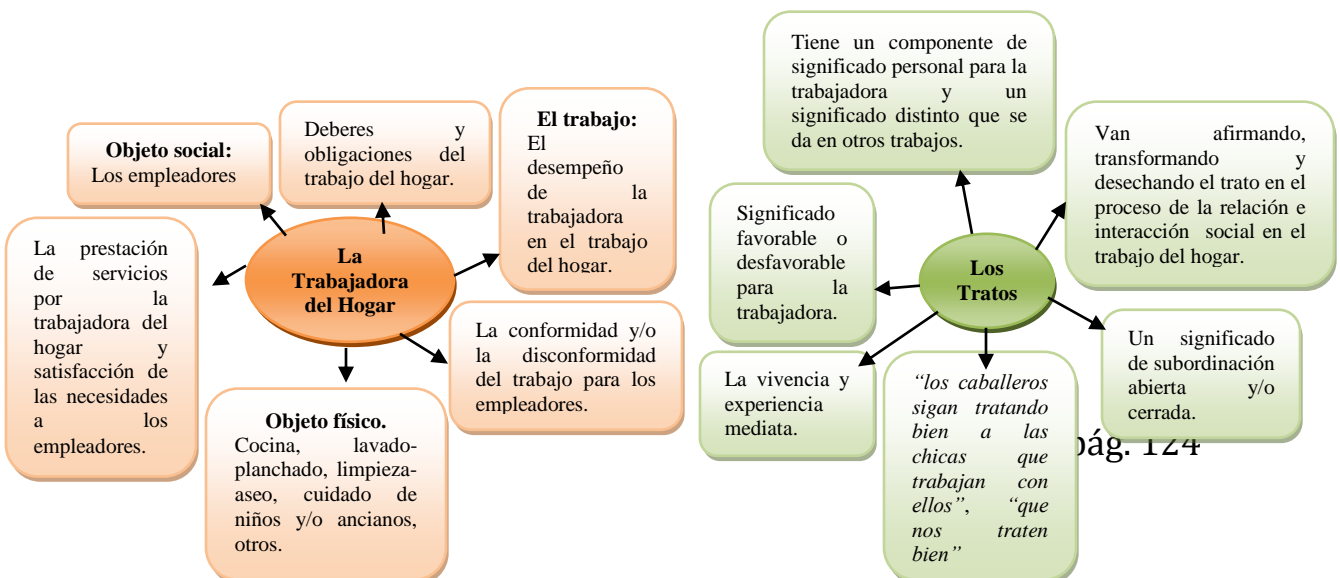 Objeto social:
Los empleadores
Deberes y
obligaciones del
trabajo del hogar.
El trabajo:
El
desempeño
de la
trabajadora
en el trabajo
del hogar.
La prestación
de servicios
por la
trabajadora del
hogar y
satisfacción de
las necesidades
a los
empleadores.
La
Trabajadora
del Hogar
La conformidad y/o
la disconformidad
del trabajo para los
empleadores.
Objeto físico.
Cocina, lavado-
planchado, limpieza-
aseo, cuidado de
niños y/o ancianos,
otros.
Tiene un componente de
significado personal para la
trabajadora y un
significado distinto que se
da en otros trabajos.
Van afirmando,
transformando y
desechando el trato en el
proceso de la relación e
interacción social en el
trabajo del hogar.
Significado
favorable o
desfavorable
para la
trabajadora.
Los
Tratos
Un significado
de subordinación
abierta y/o
cerrada.
La vivencia y
experiencia
mediata.
“los caballeros
sigan tratando
bien a las
chicas que
trabajan con
ellos”, “que
nos traten
bien”
pág. 124